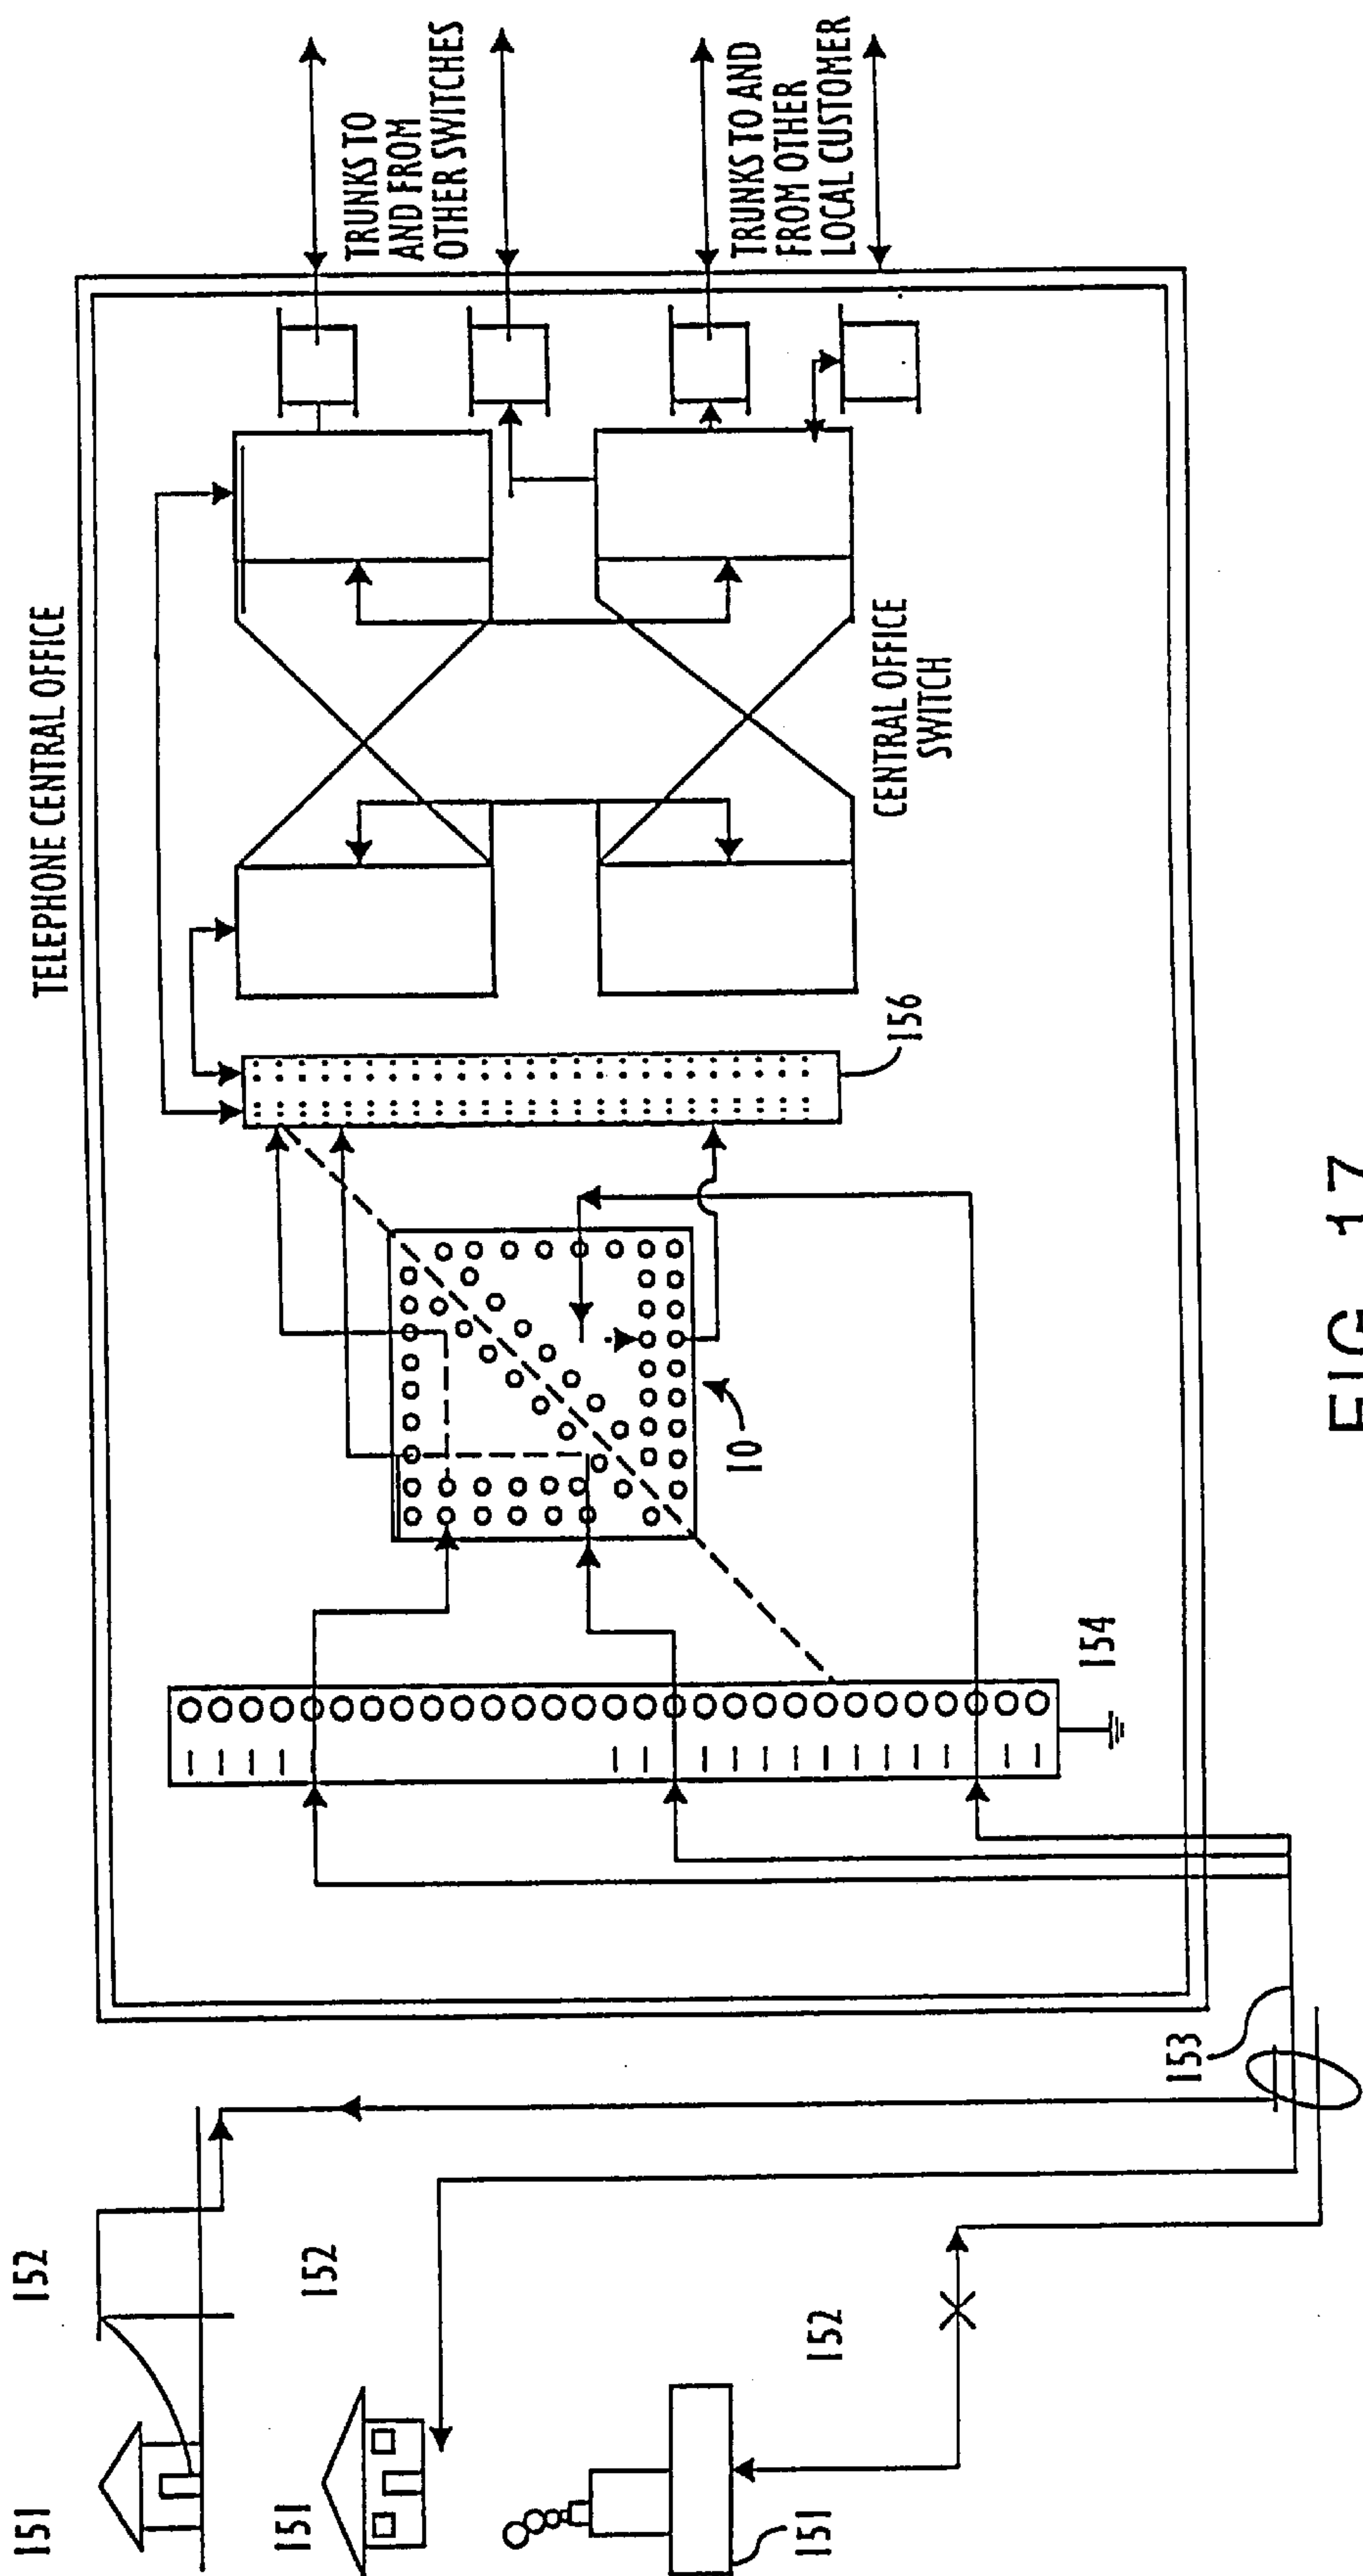 TELEPHONE CENTRAL OFFICE
TRUNKS TO
AND FROM
OTHER SWITCHES
TRUNKS TO AND
FROM OTHER
LOCAL CUSTOMER
CENTRAL OFFICE
SWITCH
151
152
151
152
151
152
153
154
10
156
FIG 17